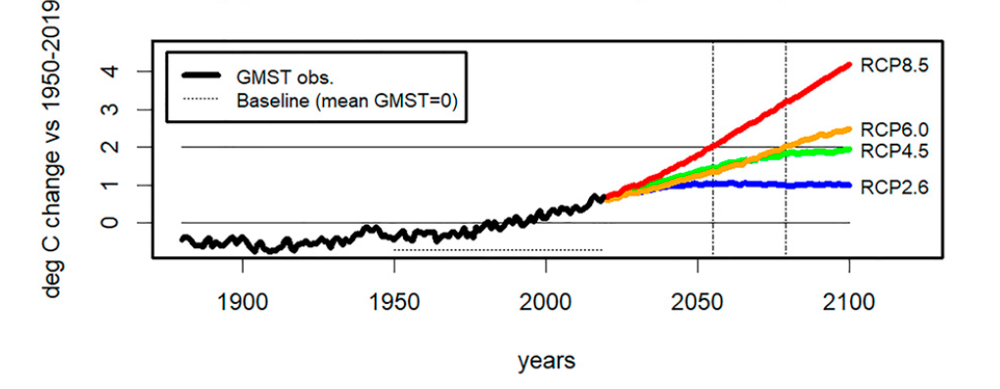 deg C change vs 1950-2019
4
3
2
1
0
GMST obs.
Baseline (mean GMST=0)
RCP8.5
RCP6.0
RCP4.5
RCP2.6
1900 1950 2000 2050 2100
years